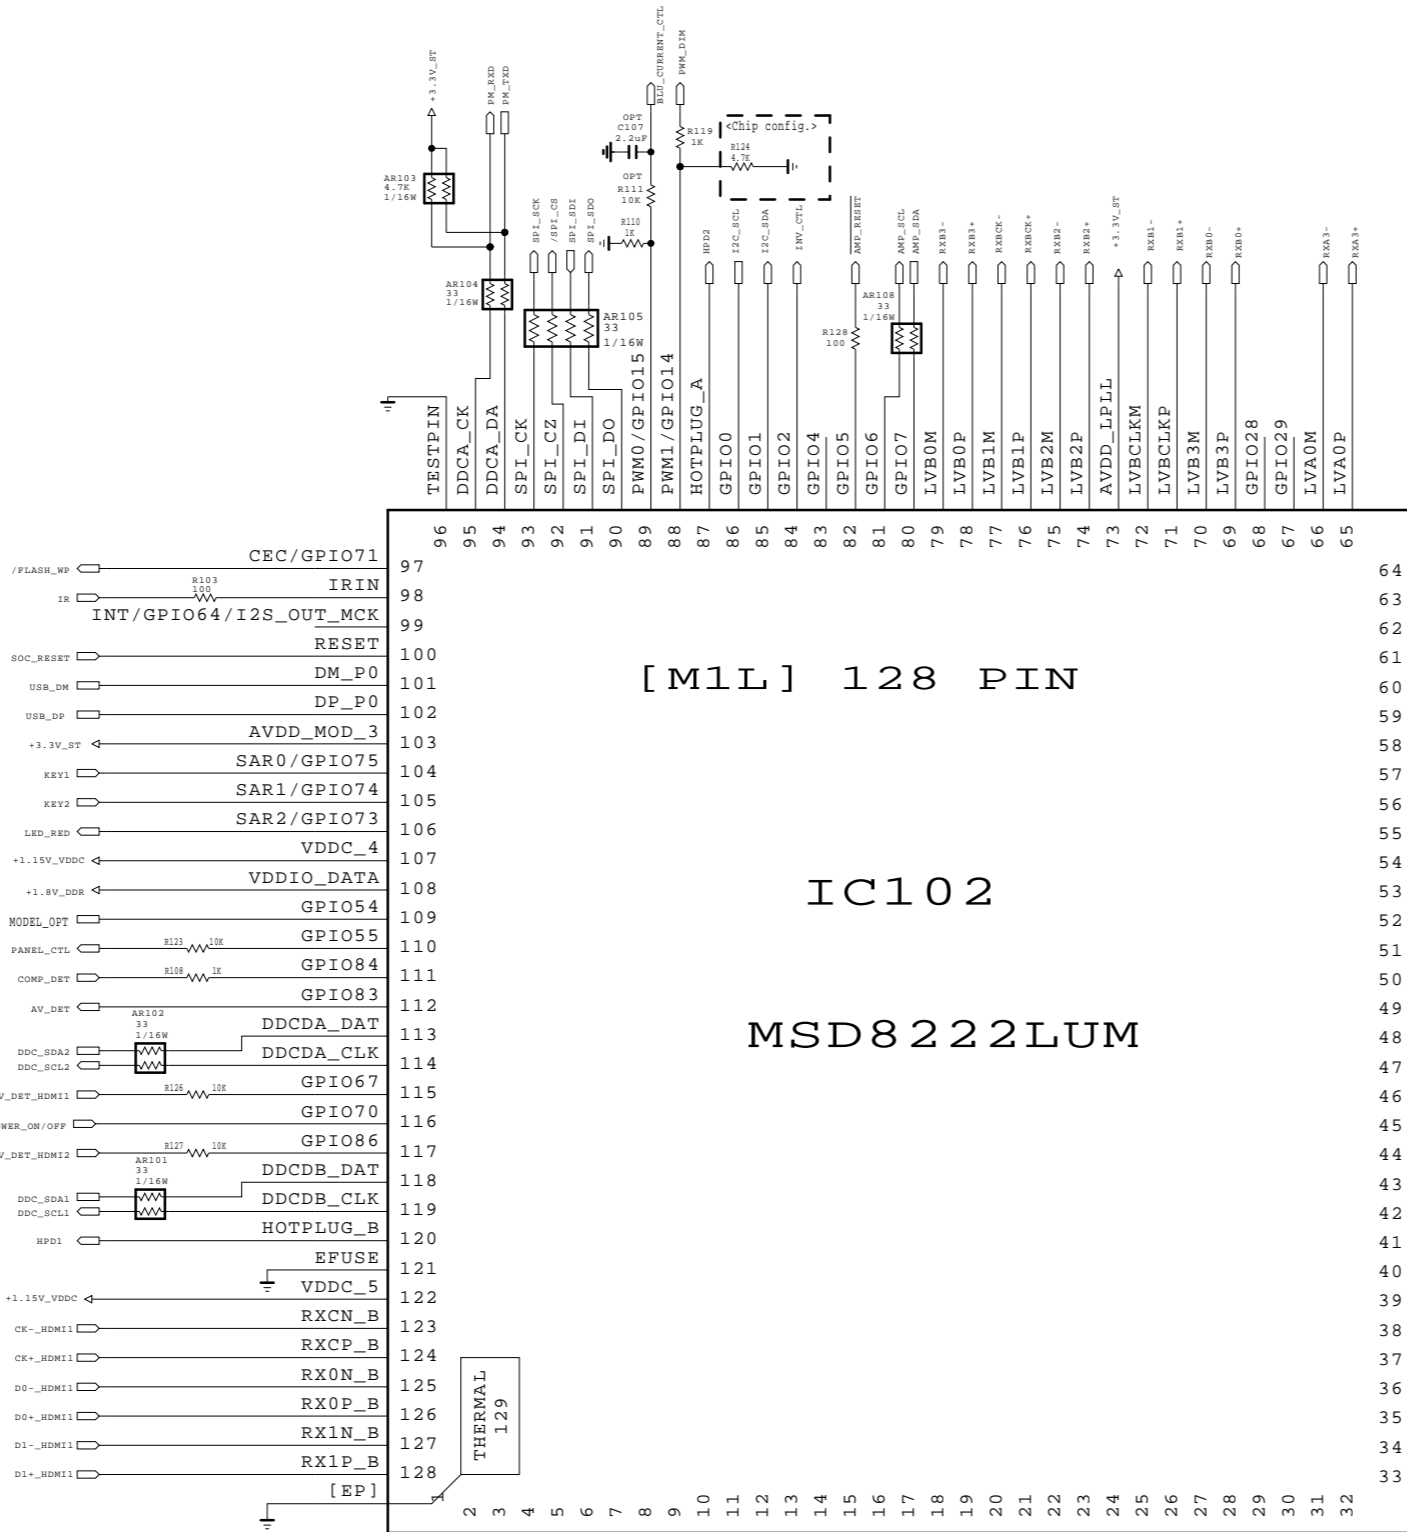 BLU_CURRENT_CTL
PWM_DIM
+3.3V_ST
PM_RXD
PM_TXD
OPT
C107
2.2uF
R119
1K
<Chip config.>
R124
4.7K
AR103
4.7K
1/16W
OPT
R111
10K
R110
1K
SPI_SCK
/SPI_CS
SPI_SDI
SPI_SDO
HPD2
I2C_SCL
I2C_SDA
INV_CTL
AMP_RESET
AMP_SCL
AMP_SDA
RXB3-
RXB3+
RXBCK-
RXBCK+
RXB2-
RXB2+
+3.3V_ST
RXB1-
RXB1+
RXB0-
RXB0+
RXA3-
RXA3+
AR104
33
1/16W
AR105
33
1/16W
R128
100
AR108
33
1/16W
TESTPIN
DDCA_CK
DDCA_DA
SPI_CK
SPI_CZ
SPI_DI
SPI_DO
PWM0/GPIO15
PWM1/GPIO14
HOTPLUG_A
GPIO0
GPIO1
GPIO2
GPIO4
GPIO5
GPIO6
GPIO7
LVB0M
LVB0P
LVB1M
LVB1P
LVB2M
LVB2P
AVDD_LPLL
LVBCLKM
LVBCLKP
LVB3M
LVB3P
GPIO28
GPIO29
LVA0M
LVA0P
96 95 94 93 92 91 90 89 88 87 86 85 84 83 82 81 80 79 78 77 76 75 74 73 72 71 70 69 68 67 66 65
/FLASH_WP CEC/GPIO71 97
IR R103 100 IRIN 98
INT/GPIO64/I2S_OUT_MCK 99
SOC_RESET RESET 100
USB_DM DM_P0 101
USB_DP DP_P0 102
+3.3V_ST AVDD_MOD_3 103
KEY1 SAR0/GPIO75 104
KEY2 SAR1/GPIO74 105
LED_RED SAR2/GPIO73 106
+1.15V_VDDC VDDC_4 107
+1.8V_DDR VDDIO_DATA 108
MODEL_OPT GPIO54 109
PANEL_CTL R123 10K GPIO55 110
COMP_DET R108 1K GPIO84 111
AV_DET GPIO83 112
AR102
33
1/16W
DDC_SDA2 DDCDA_DAT 113
DDC_SCL2 DDCDA_CLK 114
V_DET_HDMI1 R126 10K GPIO67 115
WER_ON/OFF GPIO70 116
V_DET_HDMI2 R127 10K GPIO86 117
AR101
33
1/16W
DDC_SDA1 DDCDB_DAT 118
DDC_SCL1 DDCDB_CLK 119
HPD1 HOTPLUG_B 120
EFUSE 121
+1.15V_VDDC VDDC_5 122
CK-_HDMI1 RXCN_B 123
CK+_HDMI1 RXCP_B 124
D0-_HDMI1 RX0N_B 125
D0+_HDMI1 RX0P_B 126
D1-_HDMI1 RX1N_B 127
D1+_HDMI1 RX1P_B 128
[EP]
[M1L] 128 PIN
IC102
MSD8222LUM
THERMAL
129
64
63
62
61
60
59
58
57
56
55
54
53
52
51
50
49
48
47
46
45
44
43
42
41
40
39
38
37
36
35
34
33
1 2 3 4 5 6 7 8 9 10 11 12 13 14 15 16 17 18 19 20 21 22 23 24 25 26 27 28 29 30 31 32